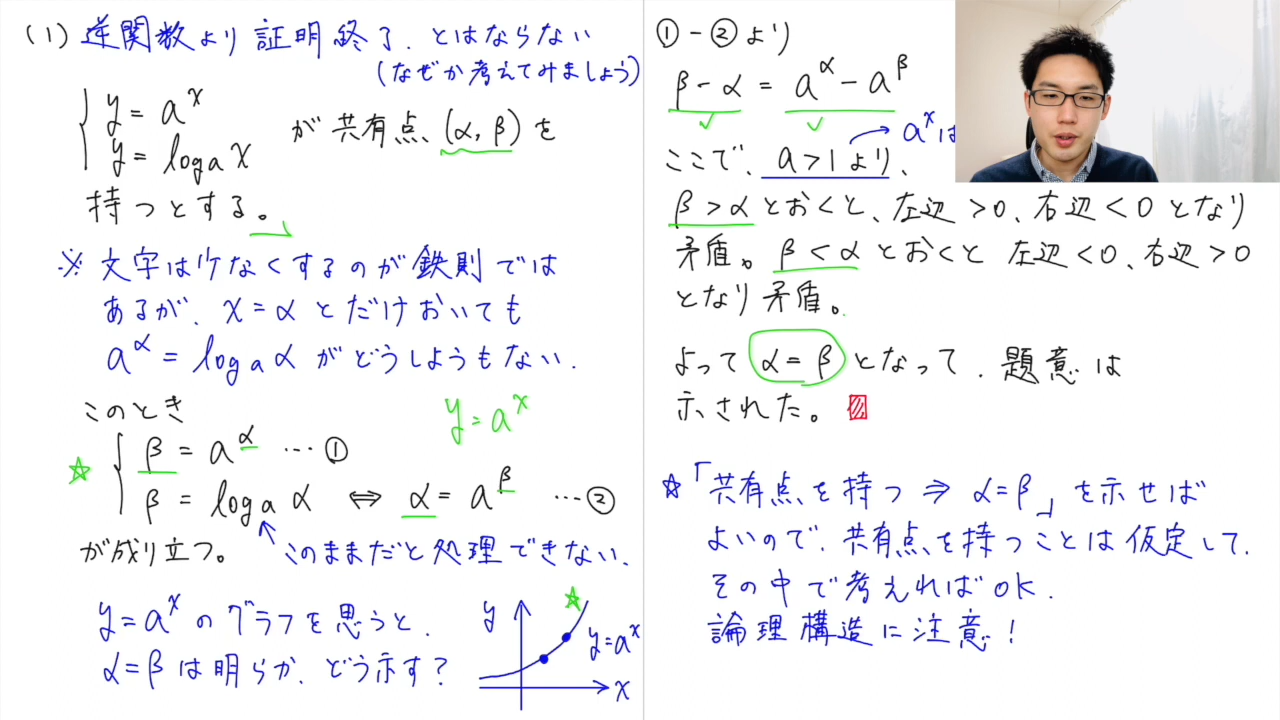 (1) 逆関数より証明終了、とはならない
(なぜか考えてみましょう)
y = a^x
y = log_a x
が共有点 (α, β) を
持つとする。
※ 文字は少なくするのが鉄則では
あるが、x = α とだけおいても
a^α = log_a α がどうしようもない.
このとき
y = a^x
☆ β = a^α … ①
β = log_a α ⇔ α = a^β … ②
が成り立つ。
このままだと処理できない.
y = a^x のグラフを思うと、
α = β は明らか、どう示す?
y
☆
y = a^x
x
① - ② より
β - α = a^α - a^β
✓ ✓
a^x は
ここで、a > 1 より、
β > α とおくと、左辺 > 0、右辺 < 0 となり
矛盾。β < α とおくと 左辺 < 0、右辺 > 0
となり矛盾。
よって α = β となって、題意は
示された。
☆「共有点を持つ ⇒ α = β」を示せば
よいので、共有点を持つことは仮定して、
その中で考えればOK.
論理構造に注意!